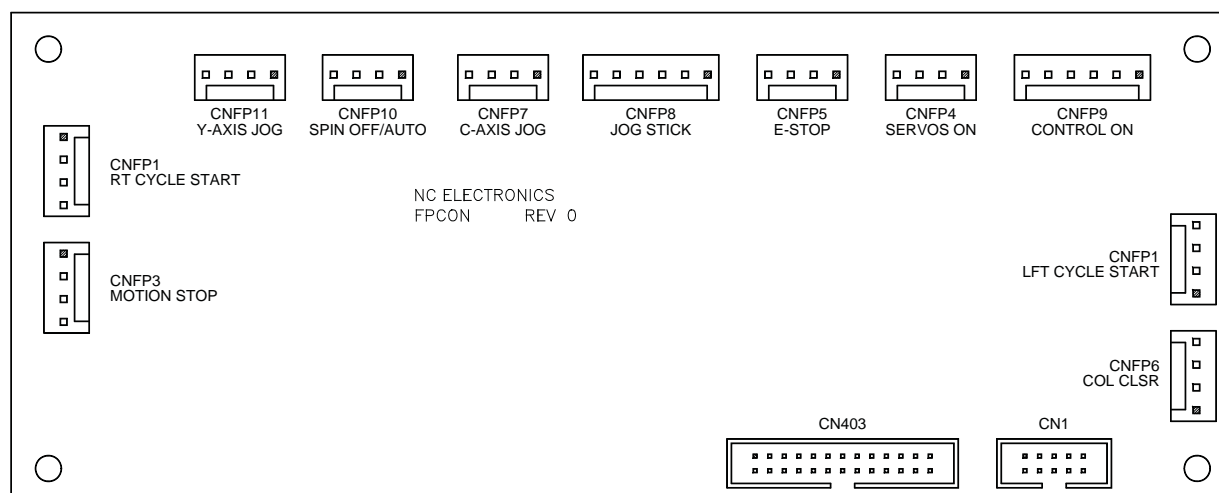 CNFP11
Y-AXIS JOG
CNFP10
SPIN OFF/AUTO
CNFP7
C-AXIS JOG
CNFP8
JOG STICK
CNFP5
E-STOP
CNFP4
SERVOS ON
CNFP9
CONTROL ON
CNFP1
RT CYCLE START
NC ELECTRONICS
FPCON REV 0
CNFP3
MOTION STOP
CNFP1
LFT CYCLE START
CNFP6
COL CLSR
CN403
CN1